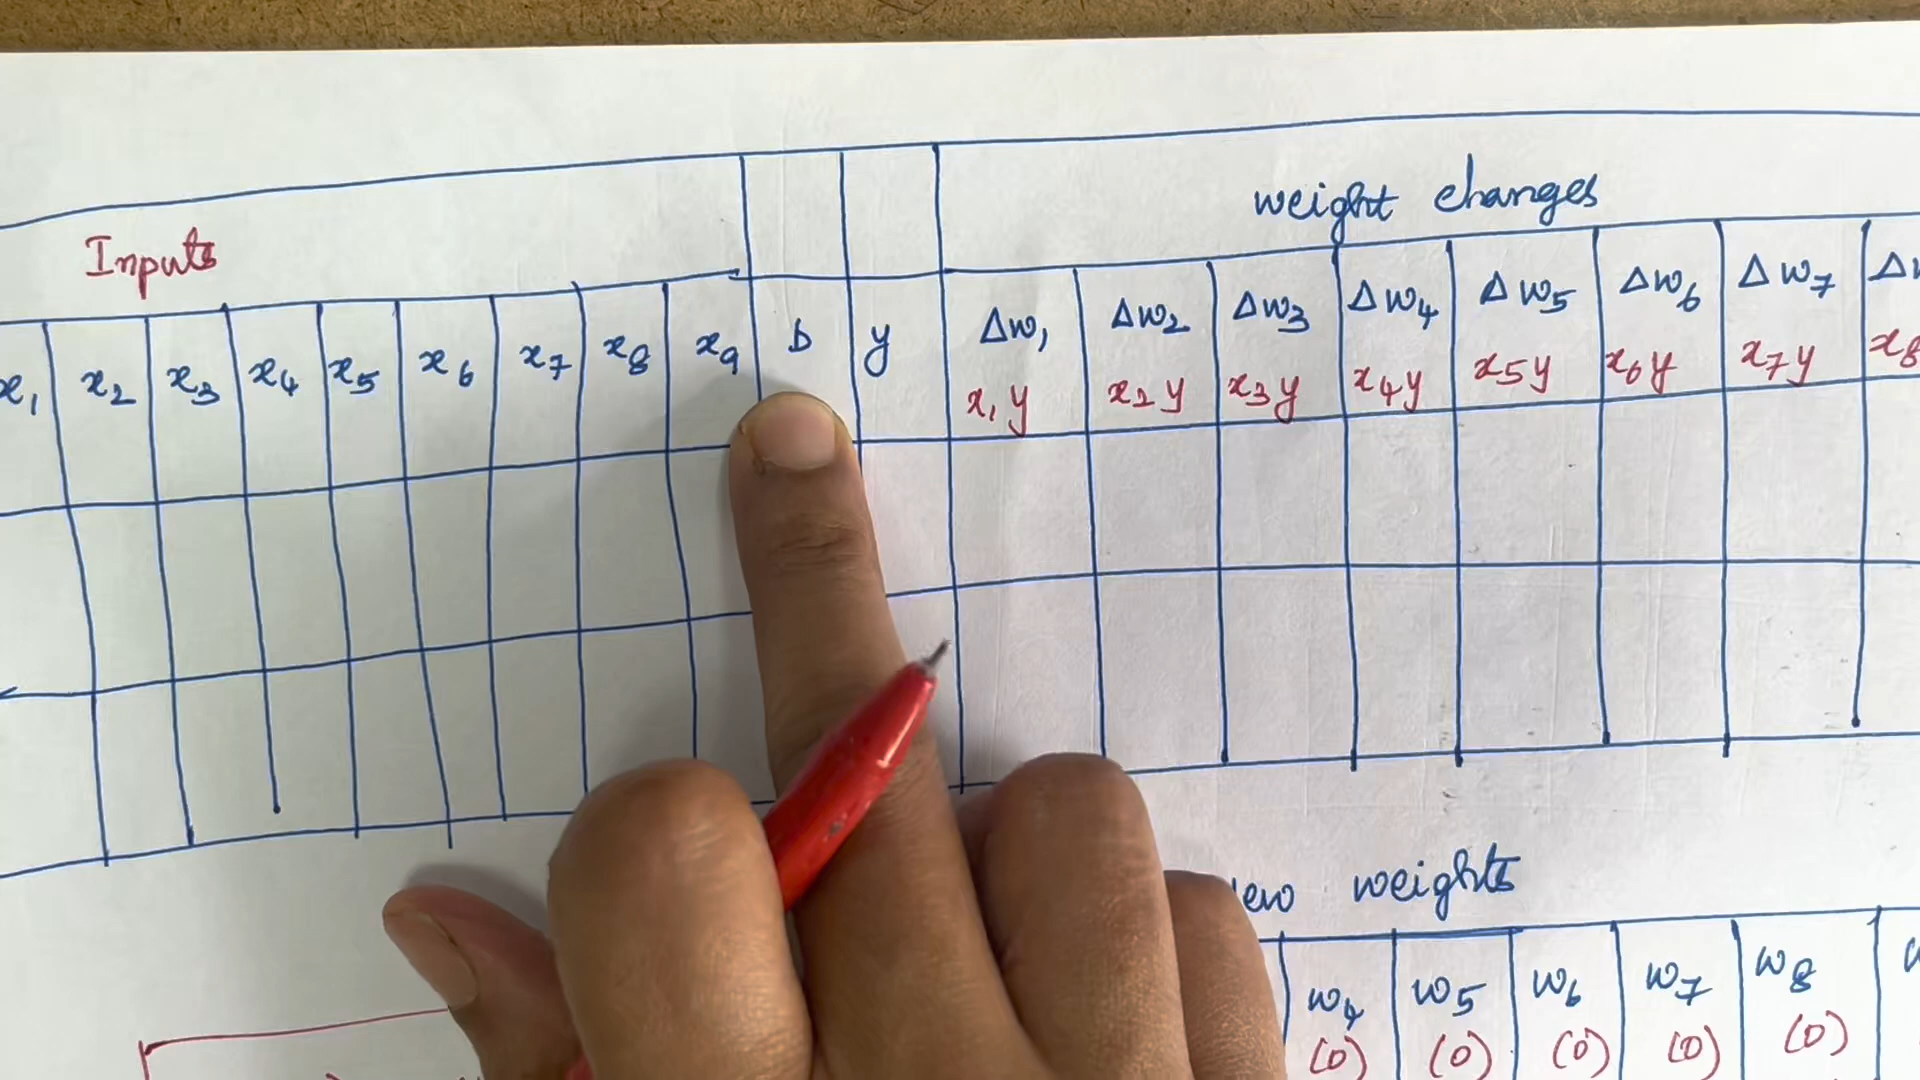 Inputs
weight changes
x₁ x₂ x₃ x₄ x₅ x₆ x₇ x₈ x₉ b y Δw₁ Δw₂ Δw₃ Δw₄ Δw₅ Δw₆ Δw₇
x₁y x₂y x₃y x₄y x₅y x₆y x₇y
weights
w₄ w₅ w₆ w₇ w₈
(0) (0) (0) (0) (0)